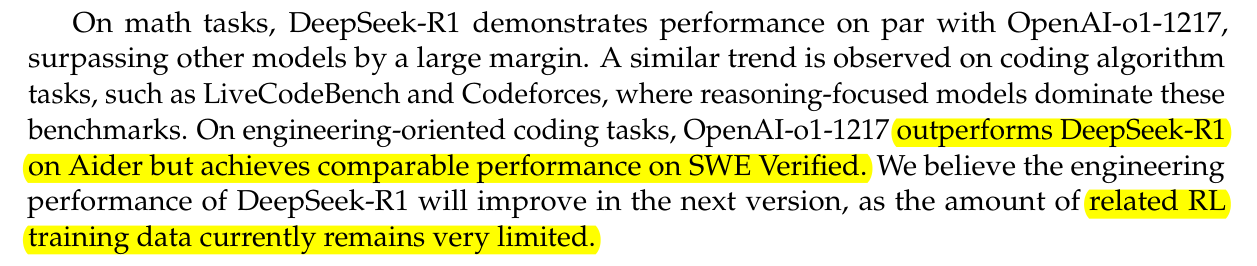 On math tasks, DeepSeek-R1 demonstrates performance on par with OpenAI-o1-1217,
surpassing other models by a large margin. A similar trend is observed on coding algorithm
tasks, such as LiveCodeBench and Codeforces, where reasoning-focused models dominate these
benchmarks. On engineering-oriented coding tasks, OpenAI-o1-1217 outperforms DeepSeek-R1
on Aider but achieves comparable performance on SWE Verified. We believe the engineering
performance of DeepSeek-R1 will improve in the next version, as the amount of related RL
training data currently remains very limited.